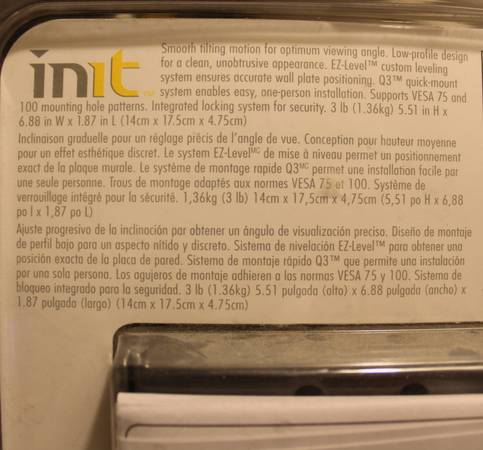 init™
Smooth tilting motion for optimum viewing angle. Low-profile design
for a clean, unobtrusive appearance. EZ-Level™ custom leveling
system ensures accurate wall plate positioning. Q3™ quick-mount
system enables easy, one-person installation. Supports VESA 75 and
100 mounting hole patterns. Integrated locking system for security. 3 lb (1.36kg) 5.51 in H x
6.88 in W x 1.87 in L (14cm x 17.5cm x 4.75cm)
Inclinaison graduelle pour un réglage précis de l'angle de vue. Conception pour hauteur moyenne
pour un effet esthétique discret. Le system EZ-Levelᴹᶜ de mise à niveau permet un positionnement
exact de la plaque murale. Le système de montage rapide Q3ᴹᶜ permet une installation facile par
une seule personne. Trous de montage adaptés aux normes VESA 75 et 100. Système de
verrouillage intégré pour la sécurité. 1,36kg (3 lb) 14cm x 17,5cm x 4,75cm (5,51 po H x 6,88
po l x 1,87 po L)
Ajuste progresivo de la inclinación par obtener un ángulo de visualización preciso. Diseño de montaje
de perfil bajo para un aspecto nítido y discreto. Sistema de nivelación EZ-Level™ para obtener una
posición exacta de la placa de pared. Sistema de montaje rápido Q3™ que permite una instalación
por una sola persona. Los agujeros de montaje adhieren a las normas VESA 75 y 100. Sistema de
bloqueo integrado para la seguridad. 3 lb (1.36kg) 5.51 pulgada (alto) x 6.88 pulgada (ancho) x
1.87 pulgada (largo) (14cm x 17.5cm x 4.75cm)